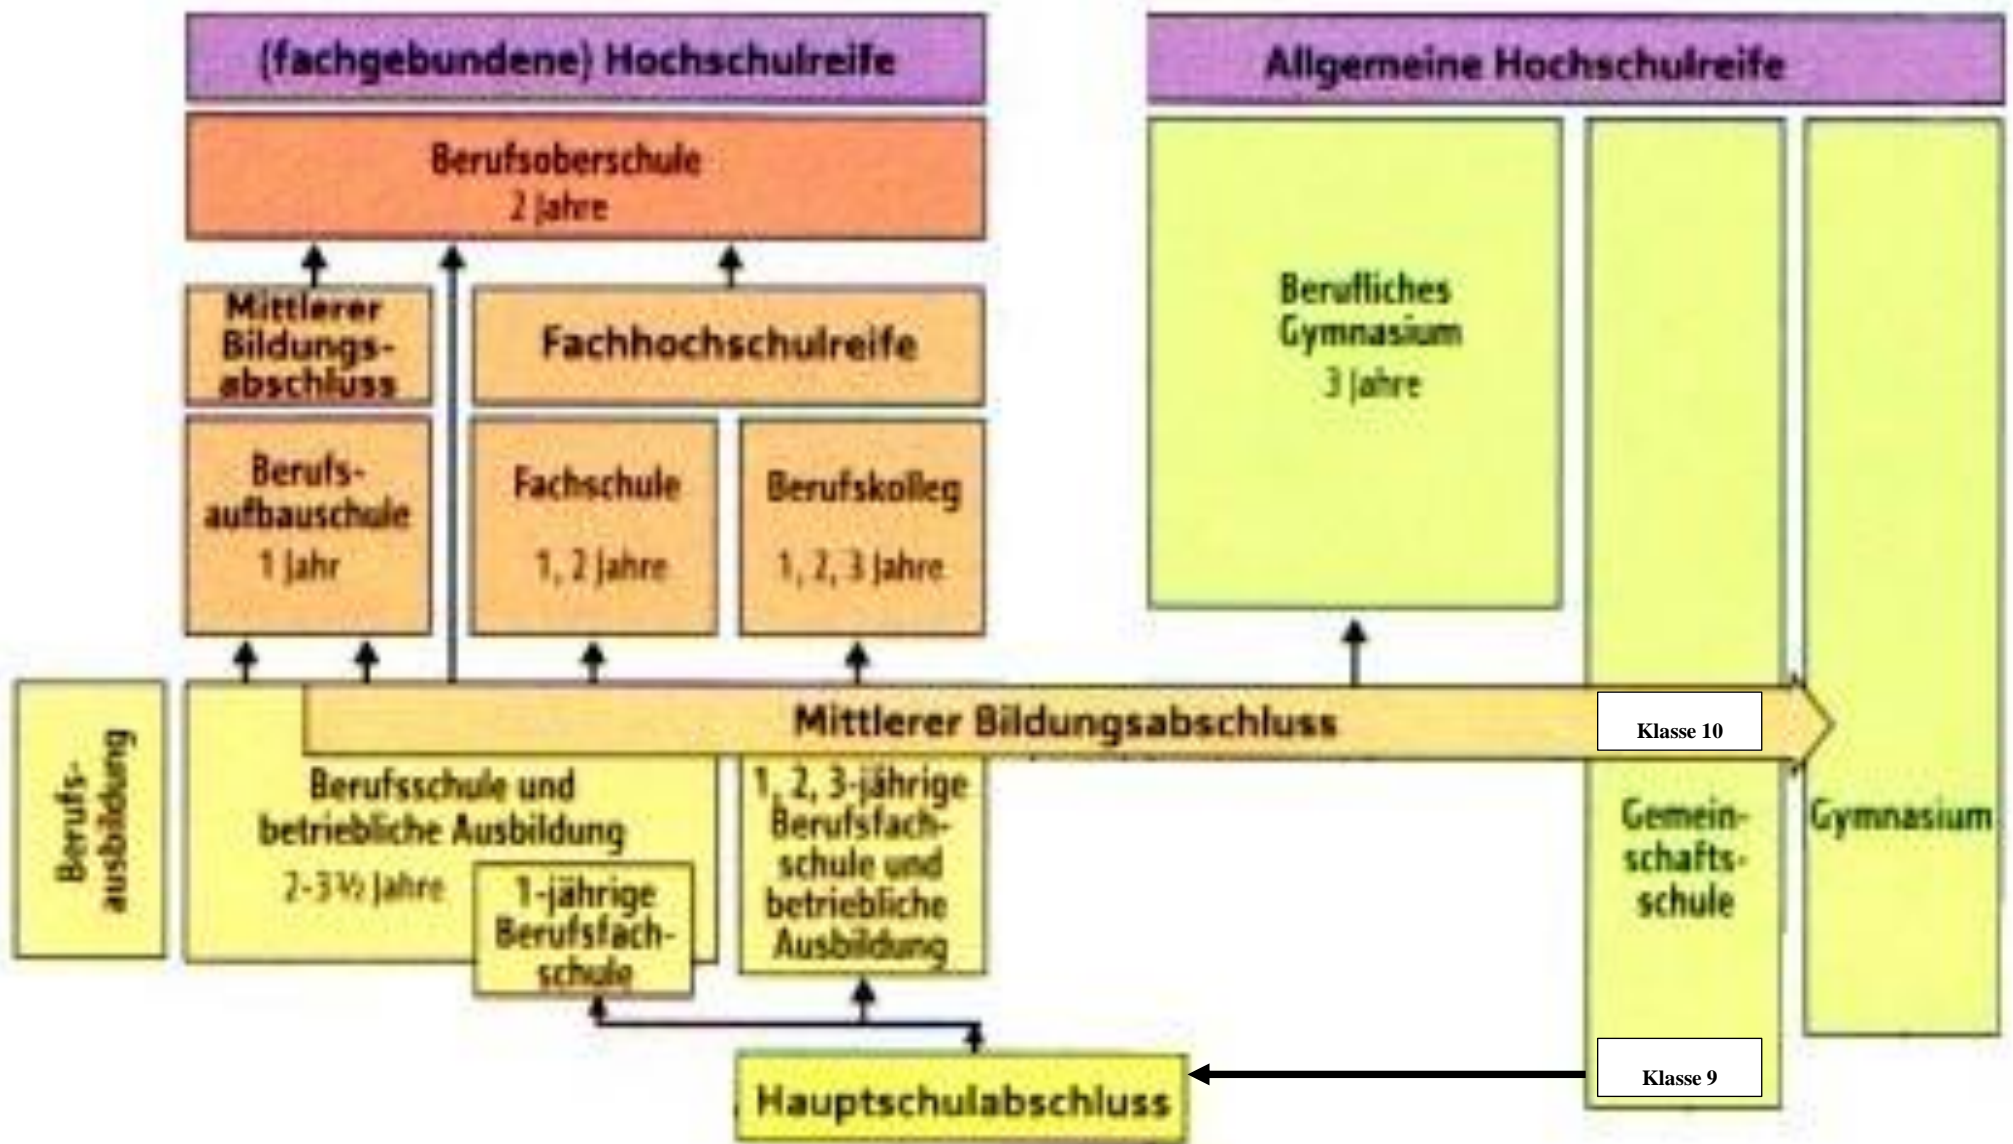 (fachgebundene) Hochschulreife
Allgemeine Hochschulreife
Berufsoberschule
2 Jahre
Mittlerer
Bildungs-
abschluss
Fachhochschulreife
Berufliches
Gymnasium
3 Jahre
Berufs-
aufbauschule
1 Jahr
Fachschule
1, 2 Jahre
Berufskolleg
1, 2, 3 Jahre
Berufs-
ausbildung
Mittlerer Bildungsabschluss
Klasse 10
Berufsschule und
betriebliche Ausbildung
2-3 ½ Jahre
1-jährige
Berufsfach-
schule
1, 2, 3-jährige
Berufsfach-
schule und
betriebliche
Ausbildung
Gemein-
schafts-
schule
Gymnasium
Hauptschulabschluss
Klasse 9